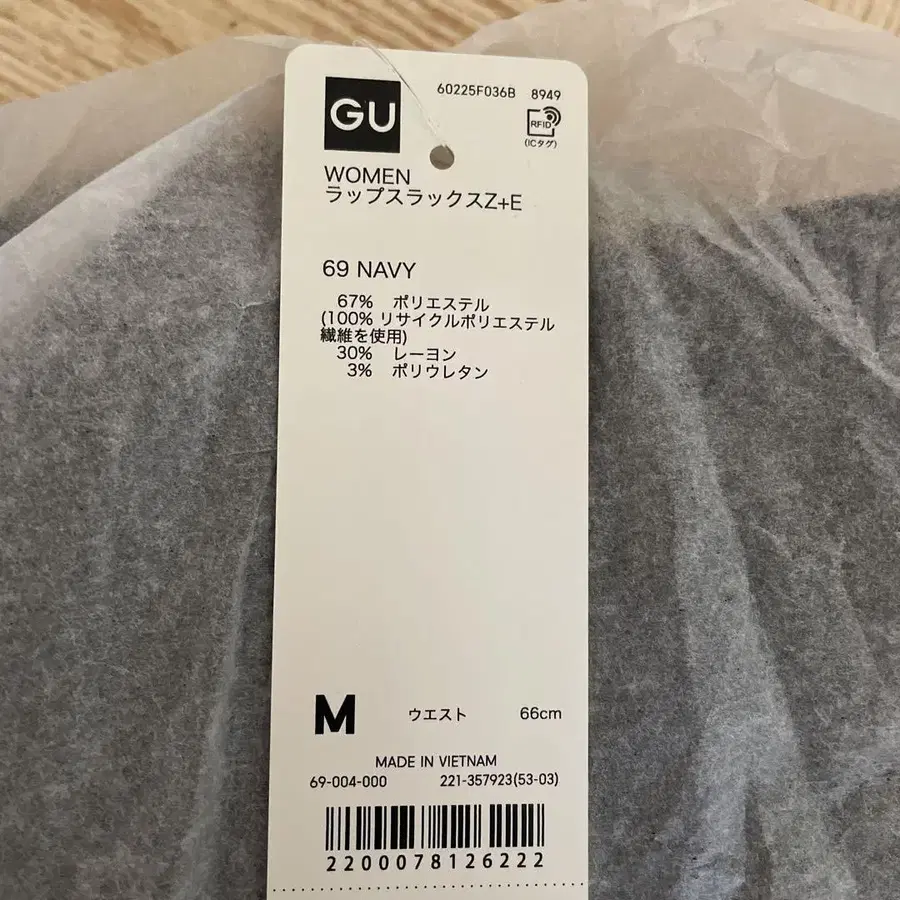 GU
60225F036B 8949
RFID
(ICタグ)
WOMEN
ラップスラックスZ+E
69 NAVY
67% ポリエステル
(100% リサイクルポリエステル
繊維を使用)
30% レーヨン
3% ポリウレタン
M ウエスト 66cm
MADE IN VIETNAM
69-004-000 221-357923(53-03)
2200078126222